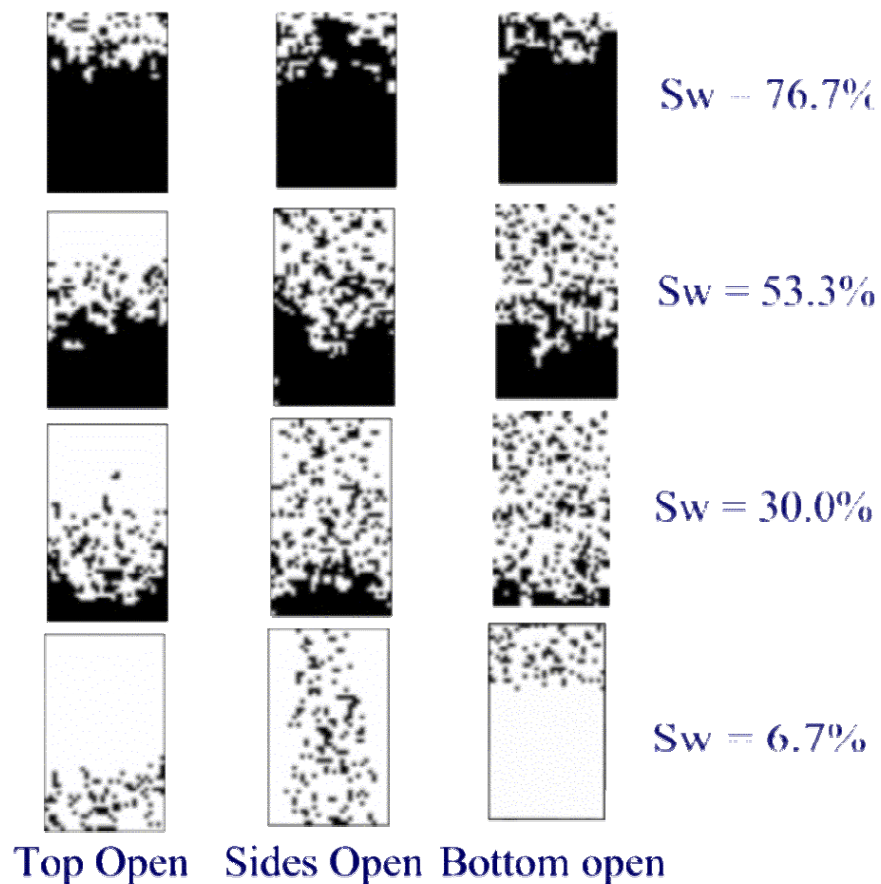 Sw = 76.7%
Sw = 53.3%
Sw = 30.0%
Sw = 6.7%
Top Open Sides Open Bottom open